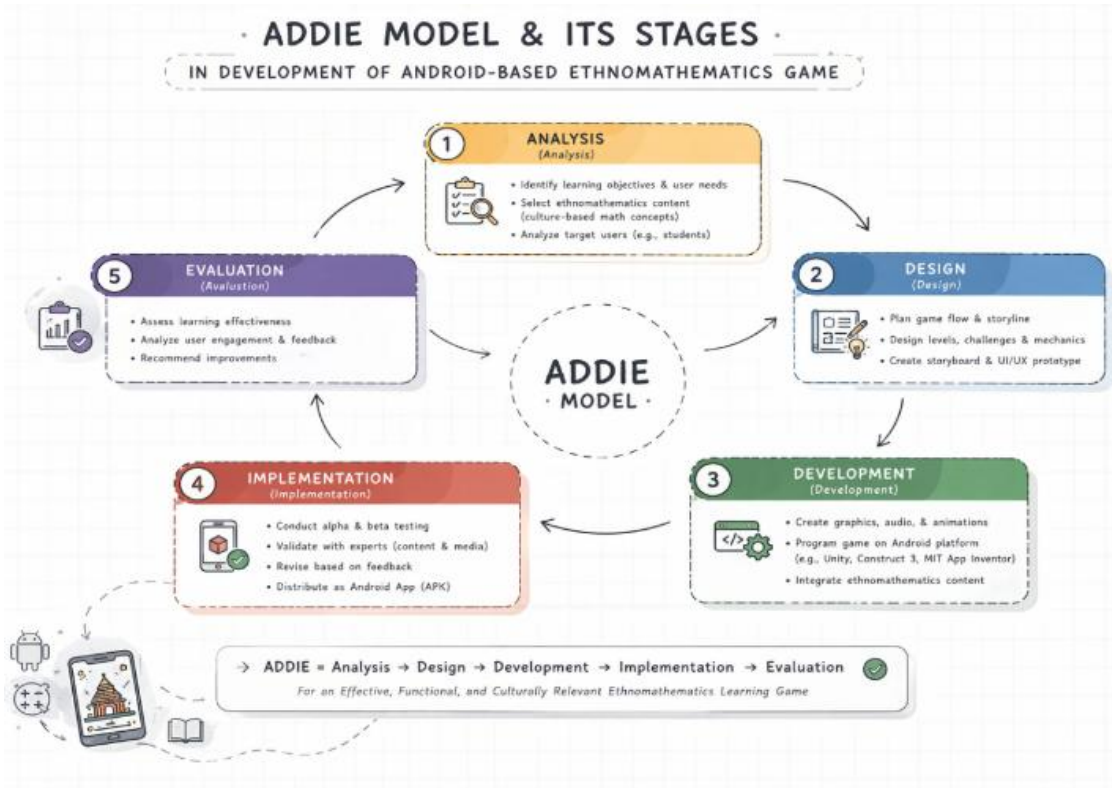 · ADDIE MODEL & ITS STAGES ·
IN DEVELOPMENT OF ANDROID-BASED ETHNOMATHEMATICS GAME
1
ANALYSIS
(Analysis)
• Identify learning objectives & user needs
• Select ethnomathematics content
(culture-based math concepts)
• Analyze target users (e.g., students)
2
DESIGN
(Design)
• Plan game flow & storyline
• Design levels, challenges & mechanics
• Create storyboard & UI/UX prototype
3
DEVELOPMENT
(Development)
• Create graphics, audio, & animations
• Program game on Android platform
(e.g., Unity, Construct 3, MIT App Inventor)
• Integrate ethnomathematics content
4
IMPLEMENTATION
(Implementation)
• Conduct alpha & beta testing
• Validate with experts (content & media)
• Revise based on feedback
• Distribute as Android App (APK)
5
EVALUATION
(Avaluation)
• Assess learning effectiveness
• Analyze user engagement & feedback
• Recommend improvements
ADDIE
· MODEL ·
→ ADDIE = Analysis → Design → Development → Implementation → Evaluation
For an Effective, Functional, and Culturally Relevant Ethnomathematics Learning Game